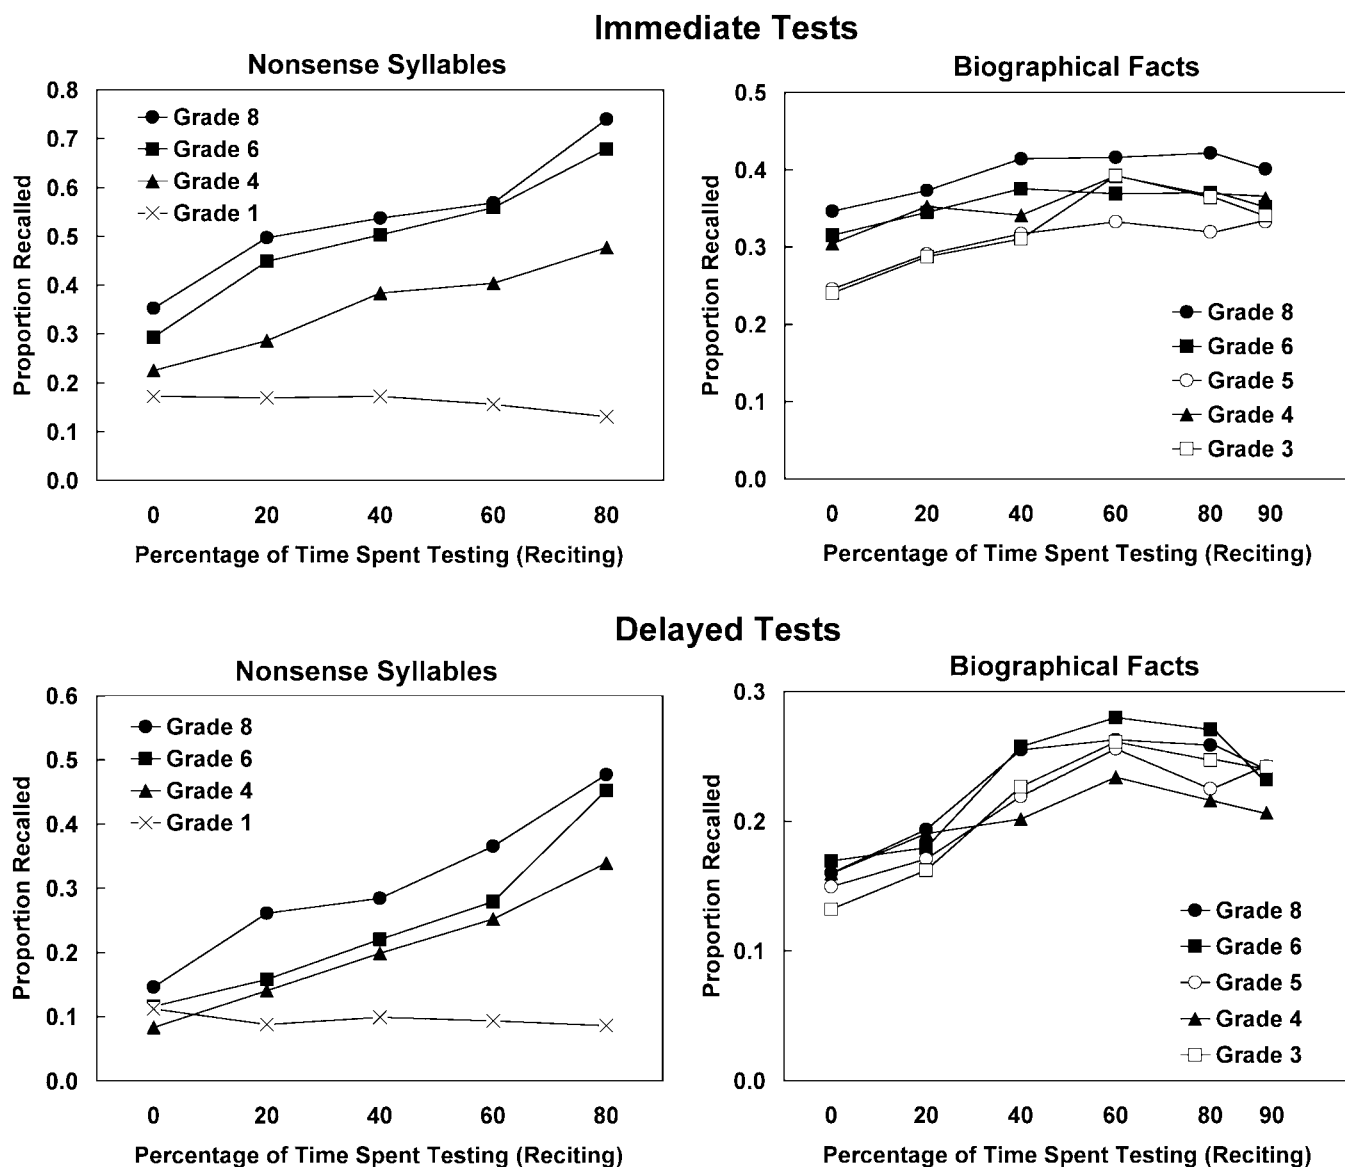 Immediate Tests
Nonsense Syllables
Proportion Recalled
0.8
0.7
0.6
0.5
0.4
0.3
0.2
0.1
0.0
Grade 8
Grade 6
Grade 4
Grade 1
0 20 40 60 80
Percentage of Time Spent Testing (Reciting)
Biographical Facts
Proportion Recalled
0.5
0.4
0.3
0.2
0.1
0.0
Grade 8
Grade 6
Grade 5
Grade 4
Grade 3
0 20 40 60 80 90
Percentage of Time Spent Testing (Reciting)
Delayed Tests
Nonsense Syllables
Proportion Recalled
0.6
0.5
0.4
0.3
0.2
0.1
0.0
Grade 8
Grade 6
Grade 4
Grade 1
0 20 40 60 80
Percentage of Time Spent Testing (Reciting)
Biographical Facts
Proportion Recalled
0.3
0.2
0.1
0.0
Grade 8
Grade 6
Grade 5
Grade 4
Grade 3
0 20 40 60 80 90
Percentage of Time Spent Testing (Reciting)